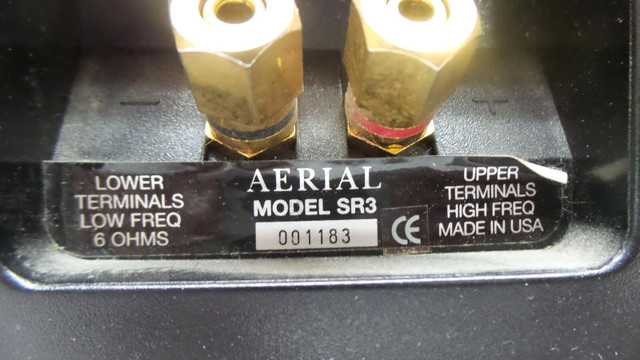 - +
LOWER
TERMINALS
LOW FREQ
6 OHMS
AERIAL
MODEL SR3
001183
CE
UPPER
TERMINALS
HIGH FREQ
MADE IN USA